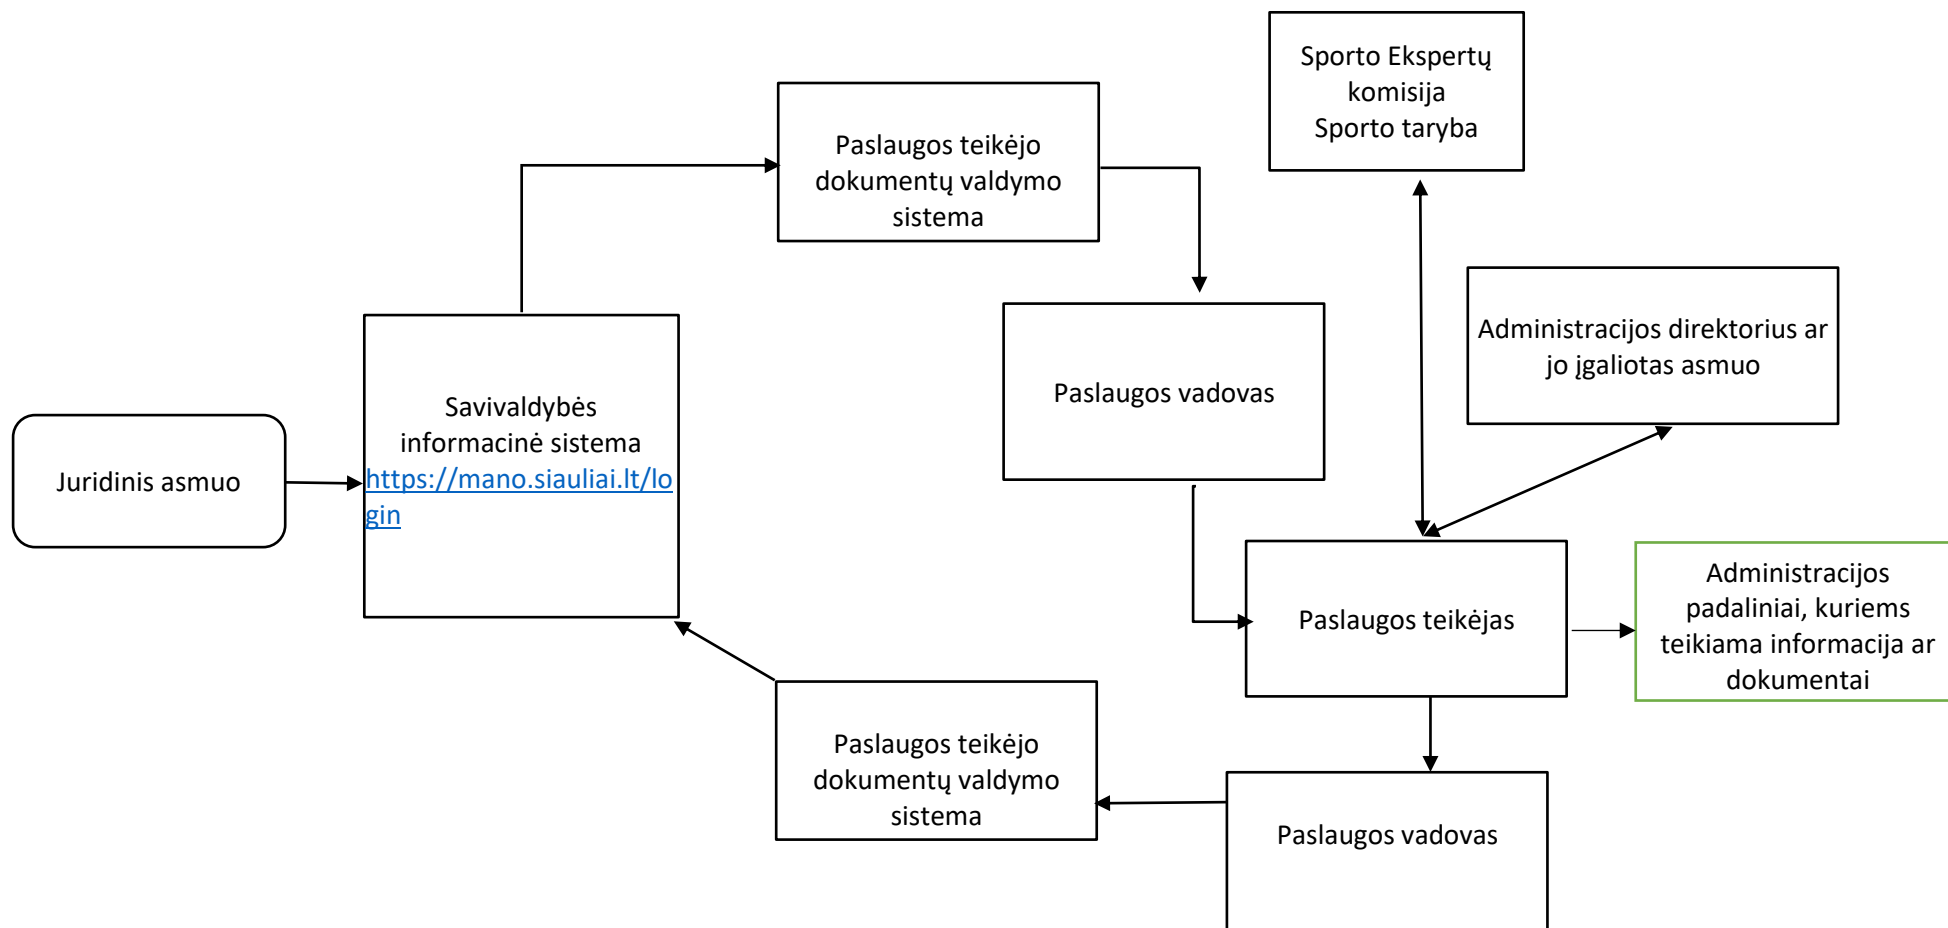 Sporto Ekspertų
komisija
Sporto taryba
Paslaugos teikėjo
dokumentų valdymo
sistema
Administracijos direktorius ar
jo įgaliotas asmuo
Paslaugos vadovas
Savivaldybės
informacinė sistema
https://mano.siauliai.lt/lo
gin
Juridinis asmuo
Paslaugos teikėjas
Administracijos
padaliniai, kuriems
teikiama informacija ar
dokumentai
Paslaugos teikėjo
dokumentų valdymo
sistema
Paslaugos vadovas